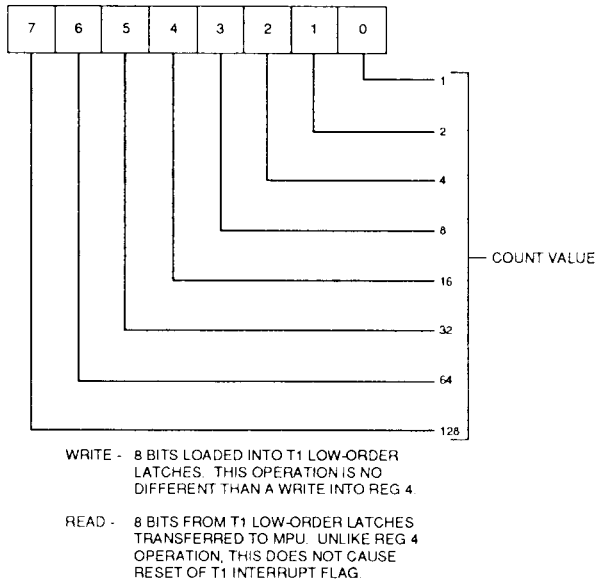 7 6 5 4 3 2 1 0
1
2
4
8
COUNT VALUE
16
32
64
128
WRITE - 8 BITS LOADED INTO T1 LOW-ORDER
LATCHES. THIS OPERATION IS NO
DIFFERENT THAN A WRITE INTO REG 4.
READ - 8 BITS FROM T1 LOW-ORDER LATCHES
TRANSFERRED TO MPU. UNLIKE REG 4
OPERATION, THIS DOES NOT CAUSE
RESET OF T1 INTERRUPT FLAG.